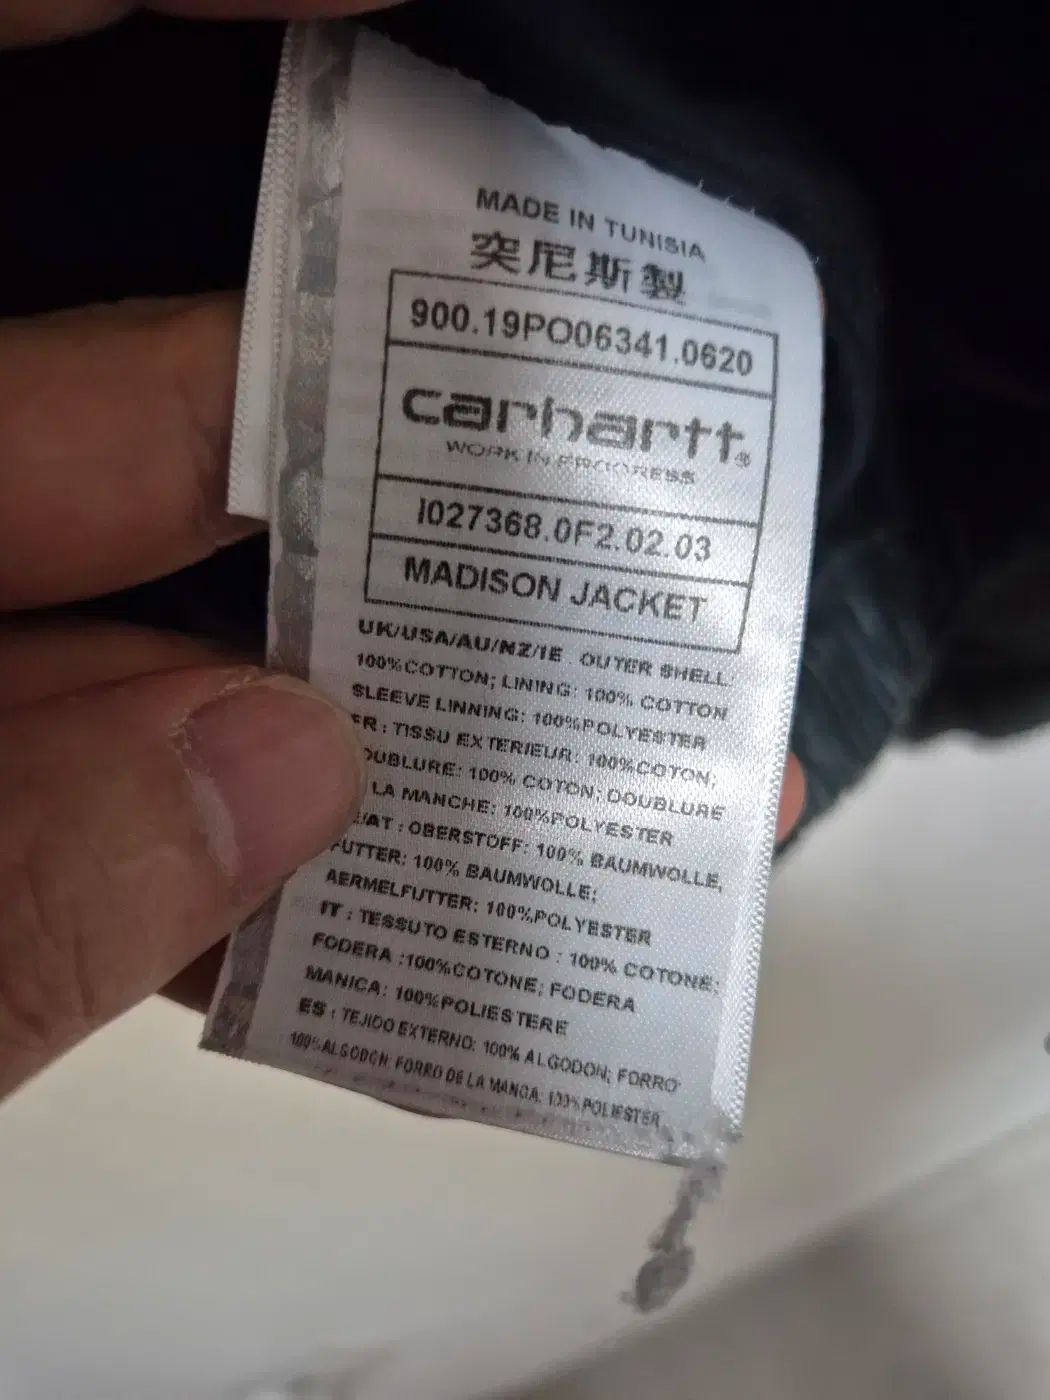 MADE IN TUNISIA
突尼斯製
900.19PO06341.0620
carhartt®
WORK IN PROGRESS
I027368.0F2.02.03
MADISON JACKET
UK/USA/AU/NZ/IE : OUTER SHELL:
100%COTTON; LINING: 100% COTTON
SLEEVE LINNING: 100%POLYESTER
FR : TISSU EXTERIEUR: 100%COTON;
DOUBLURE: 100% COTON; DOUBLURE
LA MANCHE: 100%POLYESTER
/AT : OBERSTOFF: 100% BAUMWOLLE,
FUTTER: 100% BAUMWOLLE;
AERMELFUTTER: 100%POLYESTER
IT : TESSUTO ESTERNO : 100% COTONE;
FODERA :100%COTONE; FODERA
MANICA: 100%POLIESTERE
ES : TEJIDO EXTERNO: 100% ALGODON; FORRO
100%ALGODON; FORRO DE LA MANGA: 100%POLIESTER